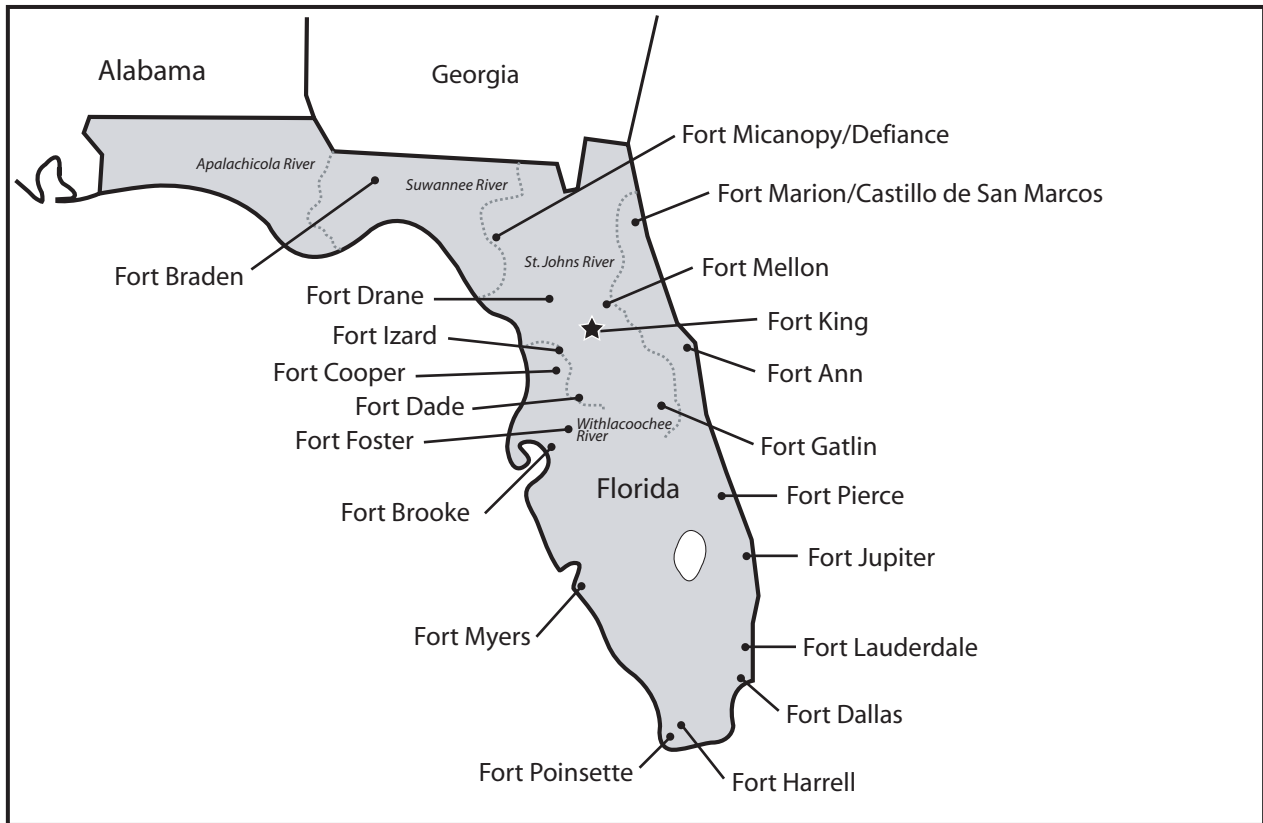 Alabama
Georgia
Fort Micanopy/Defiance
Apalachicola River
Suwannee River
Fort Marion/Castillo de San Marcos
St. Johns River
Fort Mellon
Fort Braden
Fort Drane
Fort King
Fort Izard
Fort Cooper
Fort Ann
Fort Dade
Withlacoochee
River
Fort Foster
Fort Gatlin
Florida
Fort Pierce
Fort Brooke
Fort Jupiter
Fort Myers
Fort Lauderdale
Fort Dallas
Fort Poinsette
Fort Harrell